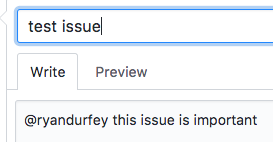 test issue
Write Preview
@ryandurfey this issue is important